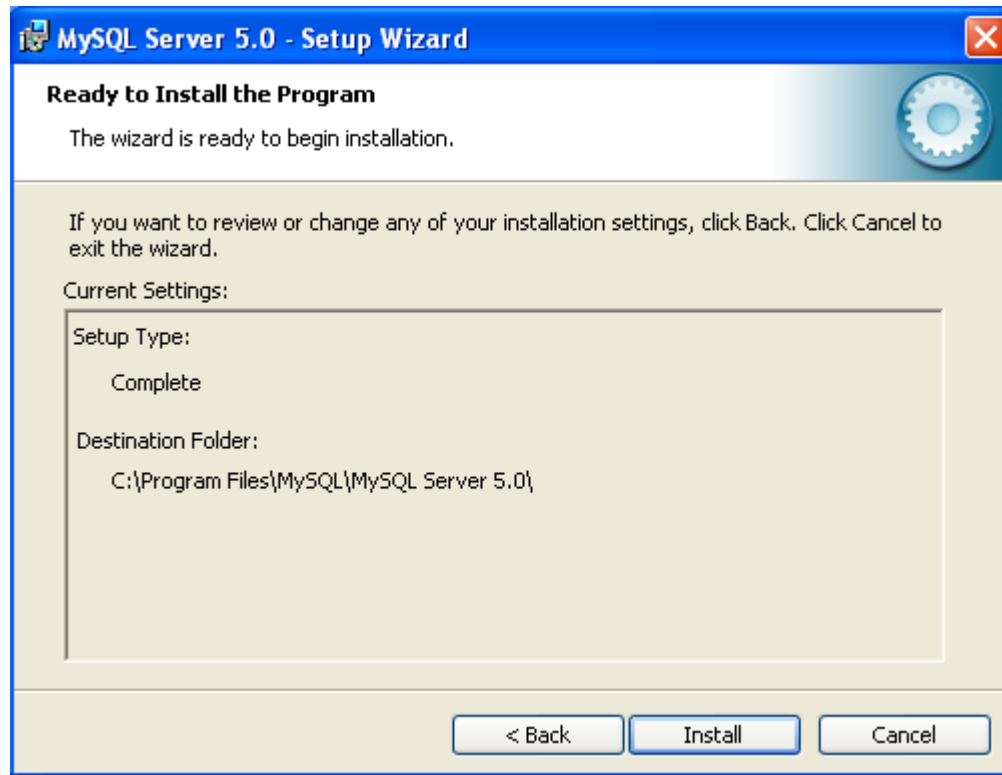 MySQL Server 5.0 - Setup Wizard
Ready to Install the Program
The wizard is ready to begin installation.
If you want to review or change any of your installation settings, click Back. Click Cancel to
exit the wizard.
Current Settings:
Setup Type:
Complete
Destination Folder:
C:\Program Files\MySQL\MySQL Server 5.0\
< Back Install Cancel